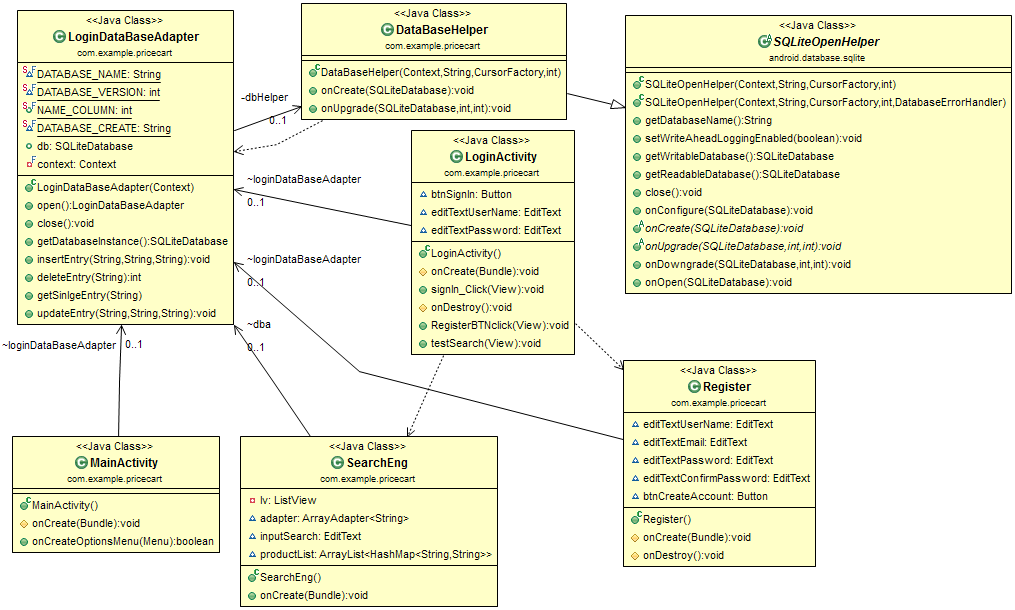 <<Java Class>>
LoginDataBaseAdapter
com.example.pricecart
DATABASE_NAME: String
DATABASE_VERSION: int
NAME_COLUMN: int
DATABASE_CREATE: String
db: SQLiteDatabase
context: Context
LoginDataBaseAdapter(Context)
open():LoginDataBaseAdapter
close():void
getDatabaseInstance():SQLiteDatabase
insertEntry(String,String,String):void
deleteEntry(String):int
getSinlgeEntry(String)
updateEntry(String,String,String):void
-dbHelper
0..1
<<Java Class>>
DataBaseHelper
com.example.pricecart
DataBaseHelper(Context,String,CursorFactory,int)
onCreate(SQLiteDatabase):void
onUpgrade(SQLiteDatabase,int,int):void
<<Java Class>>
SQLiteOpenHelper
android.database.sqlite
SQLiteOpenHelper(Context,String,CursorFactory,int)
SQLiteOpenHelper(Context,String,CursorFactory,int,DatabaseErrorHandler)
getDatabaseName():String
setWriteAheadLoggingEnabled(boolean):void
getWritableDatabase():SQLiteDatabase
getReadableDatabase():SQLiteDatabase
close():void
onConfigure(SQLiteDatabase):void
onCreate(SQLiteDatabase):void
onUpgrade(SQLiteDatabase,int,int):void
onDowngrade(SQLiteDatabase,int,int):void
onOpen(SQLiteDatabase):void
~loginDataBaseAdapter
0..1
<<Java Class>>
LoginActivity
com.example.pricecart
btnSignIn: Button
editTextUserName: EditText
editTextPassword: EditText
LoginActivity()
onCreate(Bundle):void
signIn_Click(View):void
onDestroy():void
RegisterBTNclick(View):void
testSearch(View):void
~loginDataBaseAdapter
0..1
~dba
0..1
~loginDataBaseAdapter
0..1
<<Java Class>>
Register
com.example.pricecart
editTextUserName: EditText
editTextEmail: EditText
editTextPassword: EditText
editTextConfirmPassword: EditText
btnCreateAccount: Button
Register()
onCreate(Bundle):void
onDestroy():void
<<Java Class>>
MainActivity
com.example.pricecart
MainActivity()
onCreate(Bundle):void
onCreateOptionsMenu(Menu):boolean
<<Java Class>>
SearchEng
com.example.pricecart
lv: ListView
adapter: ArrayAdapter<String>
inputSearch: EditText
productList: ArrayList<HashMap<String,String>>
SearchEng()
onCreate(Bundle):void